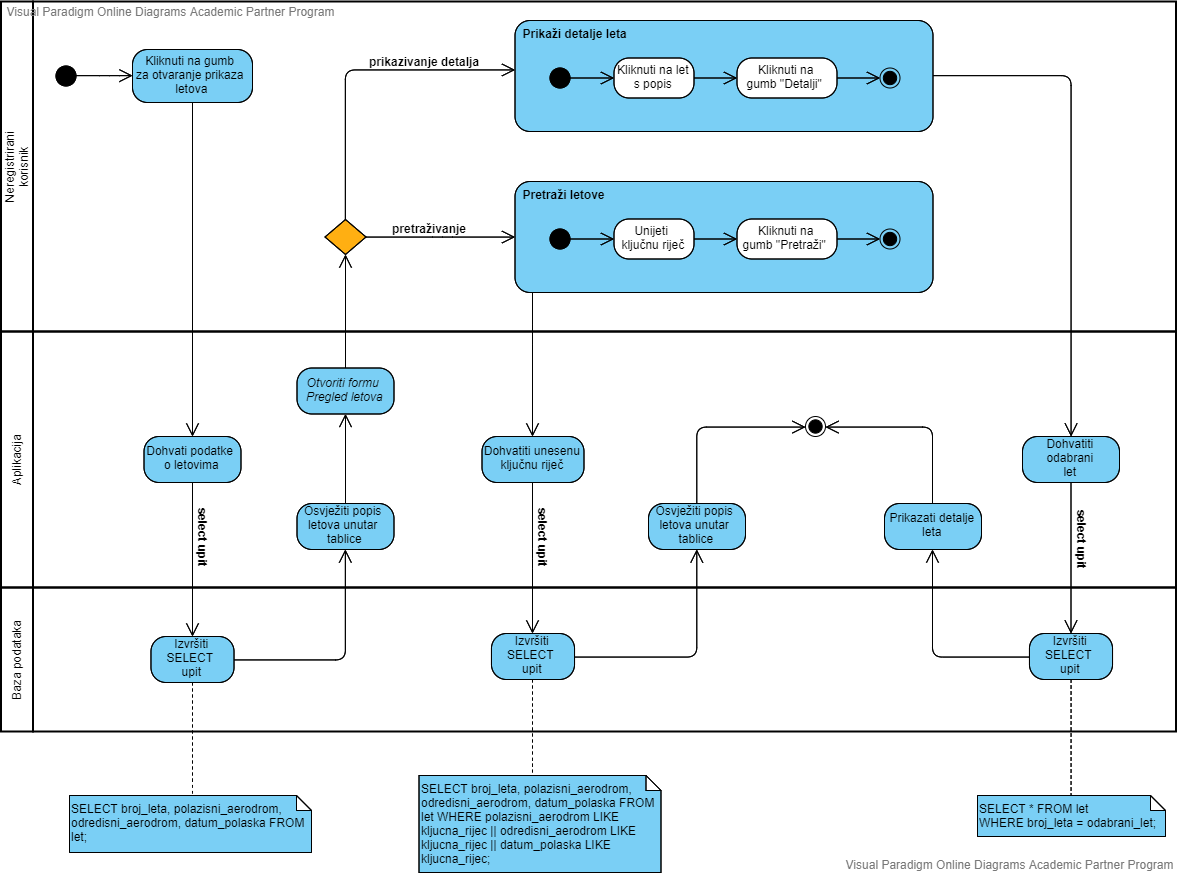 Visual Paradigm Online Diagrams Academic Partner Program
Neregistrirani
korisnik
Kliknuti na gumb
za otvaranje prikaza
letova
prikazivanje detalja
Prikaži detalje leta
Kliknuti na let
s popis
Kliknuti na
gumb "Detalji"
pretraživanje
Pretraži letove
Unijeti
ključnu riječ
Kliknuti na
gumb "Pretraži"
Aplikacija
Otvoriti formu
Pregled letova
Dohvati podatke
o letovima
Dohvatiti unesenu
ključnu riječ
Dohvatiti
odabrani
let
select upit
Osvježiti popis
letova unutar
tablice
select upit
Osvježiti popis
letova unutar
tablice
Prikazati detalje
leta
select upit
Baza podataka
Izvršiti
SELECT
upit
Izvršiti
SELECT
upit
Izvršiti
SELECT
upit
SELECT broj_leta, polazisni_aerodrom,
odredisni_aerodrom, datum_polaska FROM
let;
SELECT broj_leta, polazisni_aerodrom,
odredisni_aerodrom, datum_polaska FROM
let WHERE polazisni_aerodrom LIKE
kljucna_rijec || odredisni_aerodrom LIKE
kljucna_rijec || datum_polaska LIKE
kljucna_rijec;
SELECT * FROM let
WHERE broj_leta = odabrani_let;
Visual Paradigm Online Diagrams Academic Partner Program